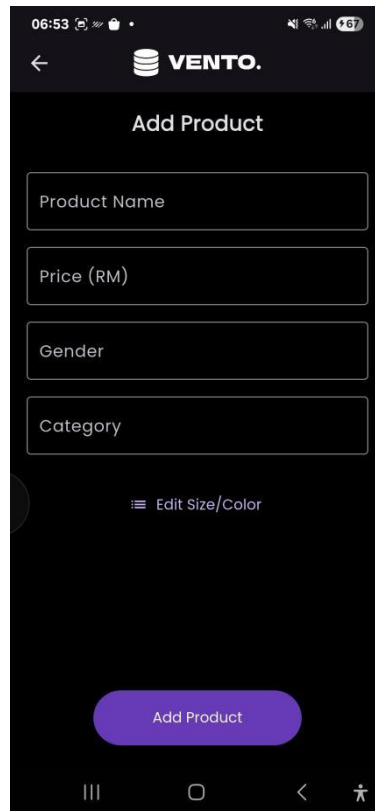 06:53
67
VENTO.
Add Product
Product Name
Price (RM)
Gender
Category
Edit Size/Color
Add Product